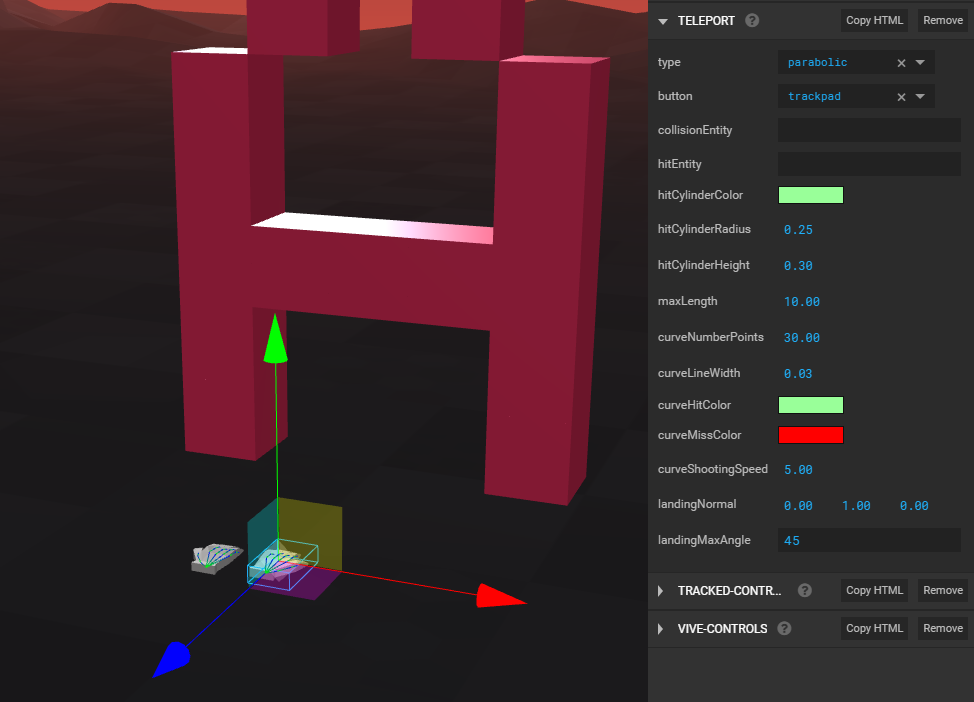 TELEPORT ? Copy HTML Remove
type parabolic
button trackpad
collisionEntity
hitEntity
hitCylinderColor
hitCylinderRadius 0.25
hitCylinderHeight 0.30
maxLength 10.00
curveNumberPoints 30.00
curveLineWidth 0.03
curveHitColor
curveMissColor
curveShootingSpeed 5.00
landingNormal 0.00 1.00 0.00
landingMaxAngle 45
TRACKED-CONTR... ? Copy HTML Remove
VIVE-CONTROLS ? Copy HTML Remove